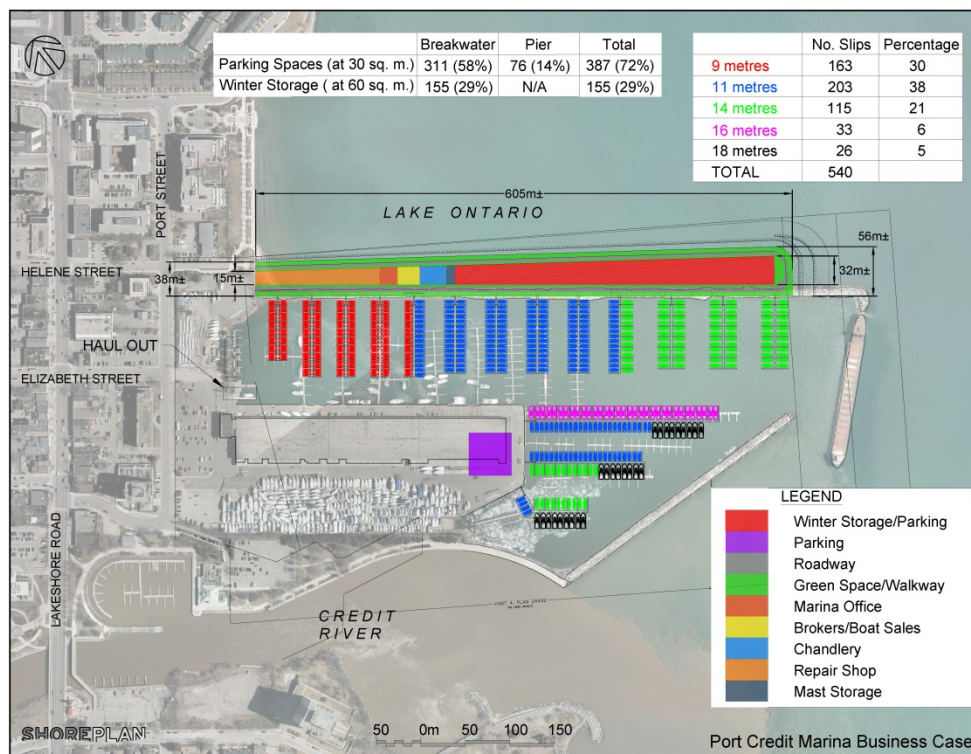 Breakwater Pier Total
Parking Spaces (at 30 sq. m.) 311 (58%) 76 (14%) 387 (72%)
Winter Storage ( at 60 sq. m.) 155 (29%) N/A 155 (29%)
No. Slips Percentage
9 metres 163 30
11 metres 203 38
14 metres 115 21
16 metres 33 6
18 metres 26 5
TOTAL 540
605m±
LAKE ONTARIO
PORT STREET
HELENE STREET
38m±
15m±
56m±
32m±
HAUL OUT
ELIZABETH STREET
LAKESHORE ROAD
CREDIT
RIVER
LEGEND
Winter Storage/Parking
Parking
Roadway
Green Space/Walkway
Marina Office
Brokers/Boat Sales
Chandlery
Repair Shop
Mast Storage
SHOREPLAN
50 0m 50 100 150
Port Credit Marina Business Case